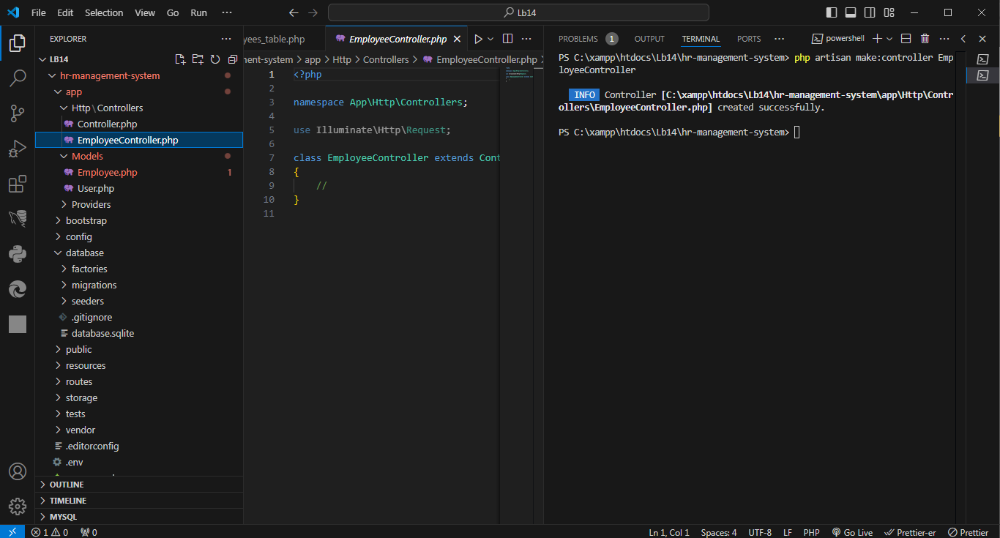 File Edit Selection View Go Run ··· Lb14
EXPLORER ···
LB14
hr-management-system
app
Http\Controllers
Controller.php
EmployeeController.php
Models
Employee.php 1
User.php
Providers
bootstrap
config
database
factories
migrations
seeders
.gitignore
database.sqlite
public
resources
routes
storage
tests
vendor
.editorconfig
.env
OUTLINE
TIMELINE
MYSQL
yees_table.php EmployeeController.php ···
ment-system > app > Http > Controllers > EmployeeController.php >
1 <?php
2
3 namespace App\Http\Controllers;
4
5 use Illuminate\Http\Request;
6
7 class EmployeeController extends Cont
8 {
9 //
10 }
11
PROBLEMS 1 OUTPUT TERMINAL PORTS ··· powershell ···
PS C:\xampp\htdocs\Lb14\hr-management-system> php artisan make:controller Emp
loyeeController
INFO Controller [C:\xampp\htdocs\Lb14\hr-management-system\app\Http\Contr
ollers\EmployeeController.php] created successfully.
PS C:\xampp\htdocs\Lb14\hr-management-system>
1 0 0 Ln 1, Col 1 Spaces: 4 UTF-8 LF PHP Go Live Prettier-er Prettier